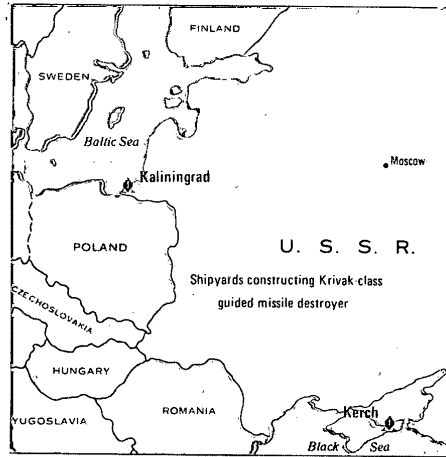 FINLAND
SWEDEN
Baltic Sea
Moscow
Kaliningrad
POLAND
U. S. S. R.
Shipyards constructing Krivak-class
guided missile destroyer
CZECHOSLOVAKIA
HUNGARY
ROMANIA
Kerch
YUGOSLAVIA
Black Sea